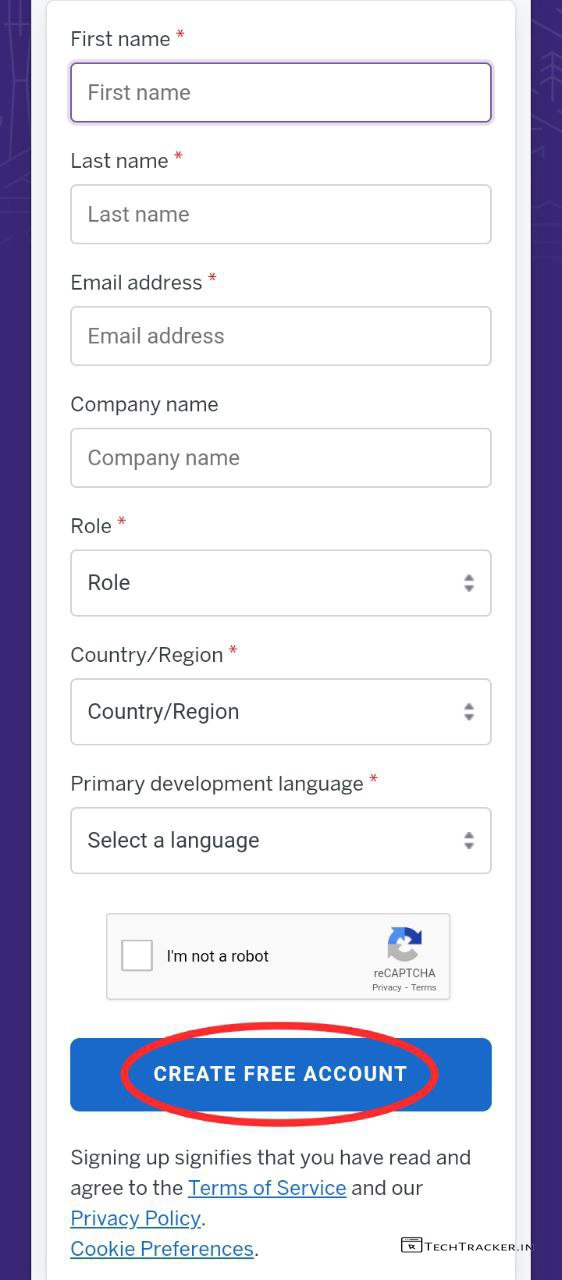 First name *
First name
Last name *
Last name
Email address *
Email address
Company name
Company name
Role *
Role
Country/Region *
Country/Region
Primary development language *
Select a language
I'm not a robot
reCAPTCHA
Privacy - Terms
CREATE FREE ACCOUNT
Signing up signifies that you have read and
agree to the Terms of Service and our
Privacy Policy.
Cookie Preferences.
TECHTRACKER.IN